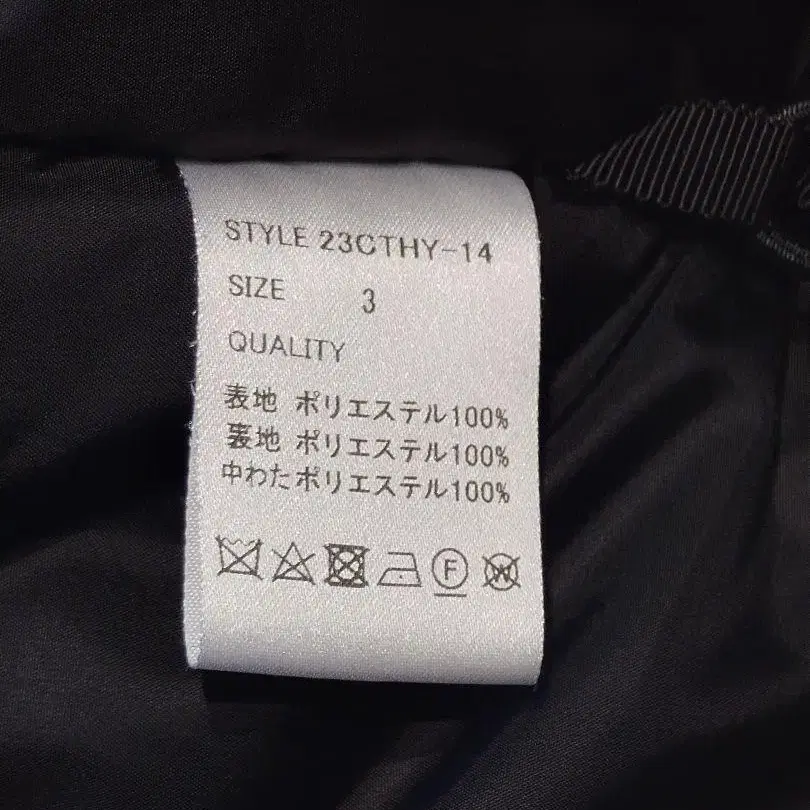 STYLE 23CTHY-14
SIZE 3
QUALITY
表地 ポリエステル100%
裏地 ポリエステル100%
中わたポリエステル100%
F W